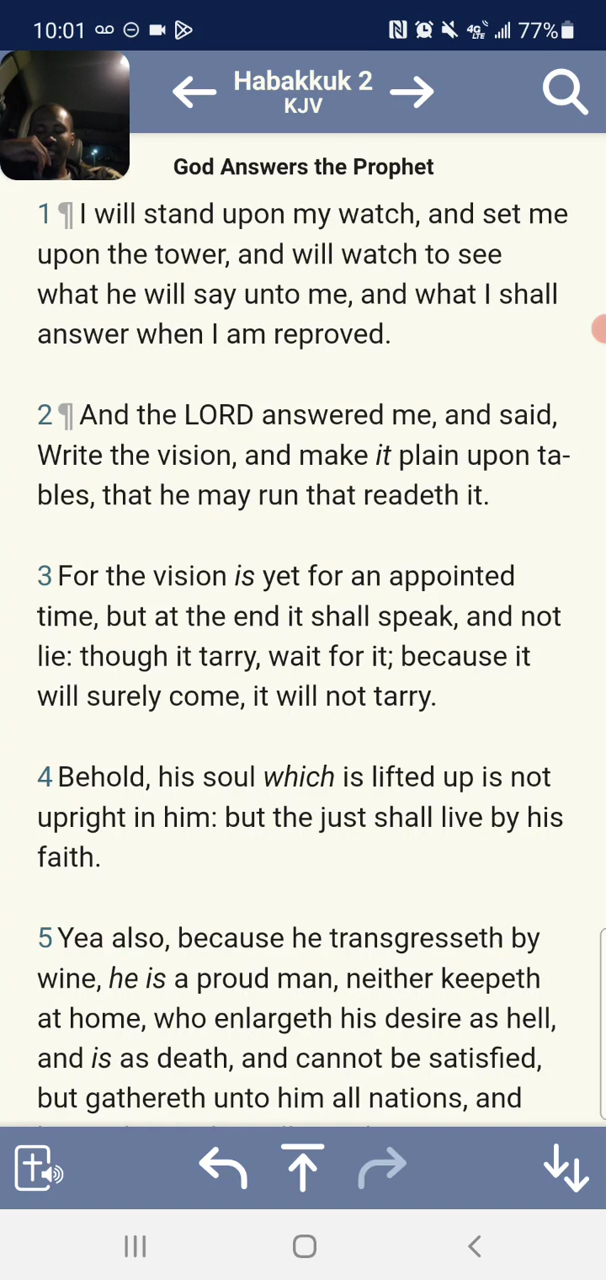 10:01
4G LTE 77%
Habakkuk 2
KJV
God Answers the Prophet
1 ¶ I will stand upon my watch, and set me
upon the tower, and will watch to see
what he will say unto me, and what I shall
answer when I am reproved.
2 ¶ And the LORD answered me, and said,
Write the vision, and make it plain upon ta-
bles, that he may run that readeth it.
3 For the vision is yet for an appointed
time, but at the end it shall speak, and not
lie: though it tarry, wait for it; because it
will surely come, it will not tarry.
4 Behold, his soul which is lifted up is not
upright in him: but the just shall live by his
faith.
5 Yea also, because he transgresseth by
wine, he is a proud man, neither keepeth
at home, who enlargeth his desire as hell,
and is as death, and cannot be satisfied,
but gathereth unto him all nations, and